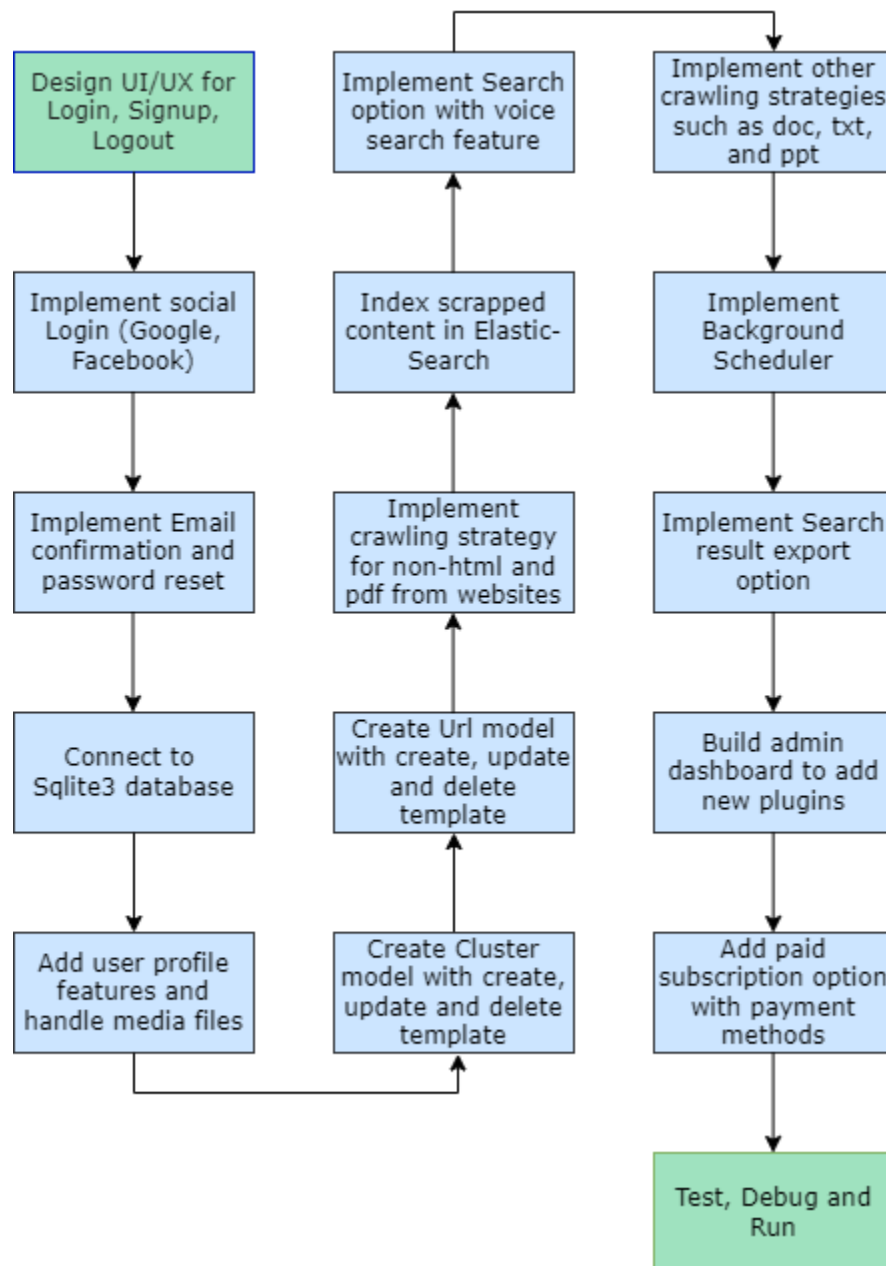 Design UI/UX for
Login, Signup,
Logout
Implement social
Login (Google,
Facebook)
Implement Email
confirmation and
password reset
Connect to
Sqlite3 database
Add user profile
features and
handle media files
Create Cluster
model with create,
update and delete
template
Create Url model
with create, update
and delete
template
Implement
crawling strategy
for non-html and
pdf from websites
Index scrapped
content in Elastic-
Search
Implement Search
option with voice
search feature
Implement other
crawling strategies
such as doc, txt,
and ppt
Implement
Background
Scheduler
Implement Search
result export
option
Build admin
dashboard to add
new plugins
Add paid
subscription option
with payment
methods
Test, Debug and
Run